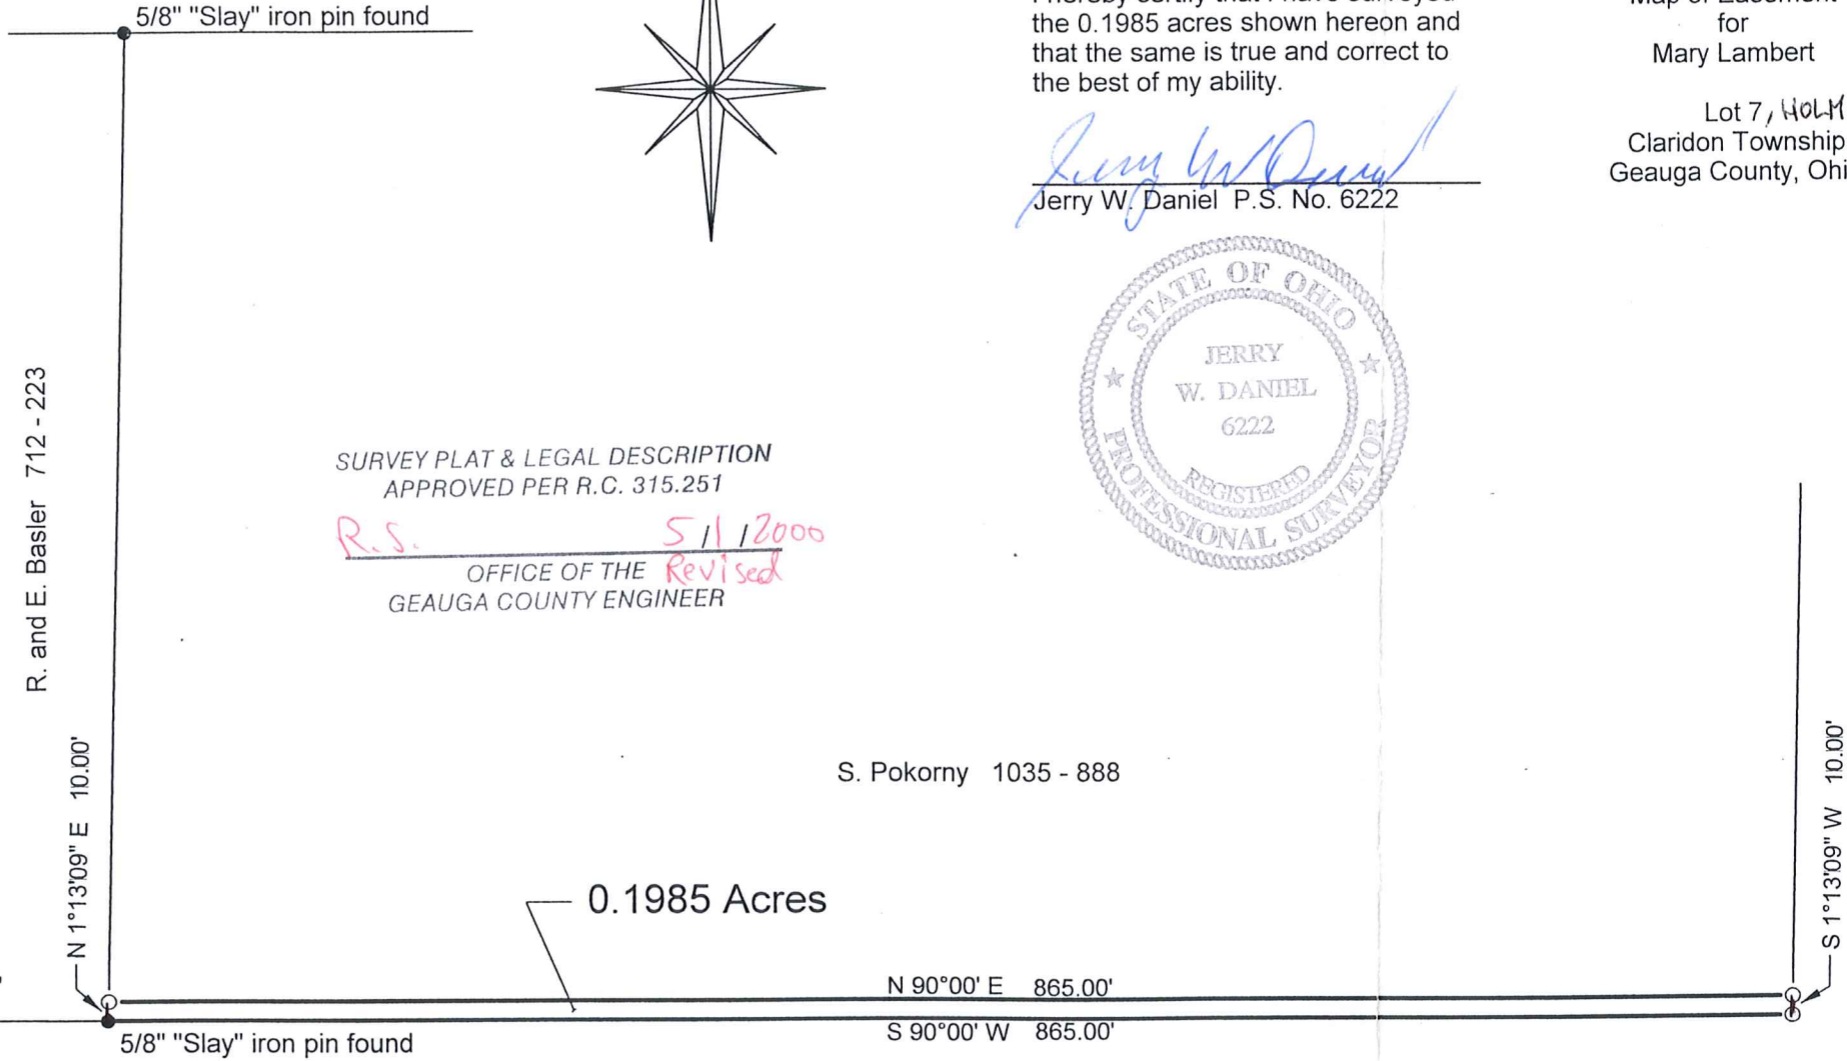 5/8" "Slay" iron pin found
the 0.1985 acres shown hereon and
that the same is true and correct to
the best of my ability.
Jerry W. Daniel P.S. No. 6222
for
Mary Lambert
Lot 7, HOLM
Claridon Township
Geauga County, Ohi
STATE OF OHIO
JERRY
W. DANIEL
6222
REGISTERED
PROFESSIONAL SURVEYOR
R. and E. Basler 712 - 223
SURVEY PLAT & LEGAL DESCRIPTION
APPROVED PER R.C. 315.251
R.S. 5/1/2000
OFFICE OF THE Revised
GEAUGA COUNTY ENGINEER
S. Pokorny 1035 - 888
N 1°13'09" E 10.00'
S 1°13'09" W 10.00'
0.1985 Acres
N 90°00' E 865.00'
S 90°00' W 865.00'
5/8" "Slay" iron pin found